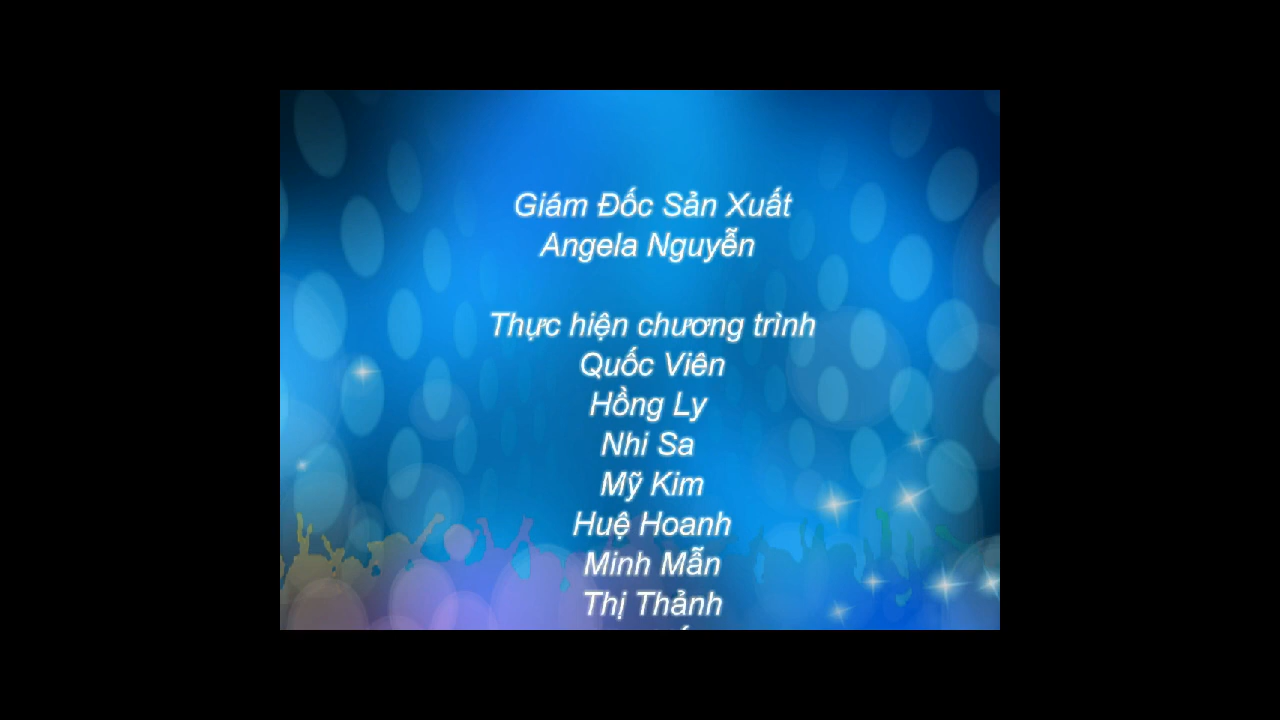 Giám Đốc Sản Xuất
Angela Nguyễn
Thực hiện chương trình
Quốc Viên
Hồng Ly
Nhi Sa
Mỹ Kim
Huệ Hoanh
Minh Mẫn
Thị Thảnh